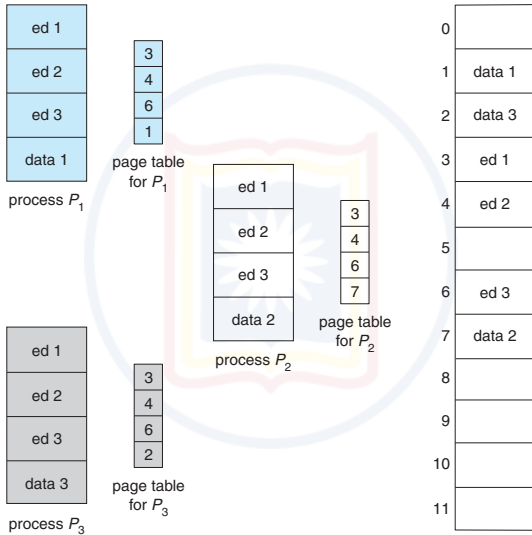 ed 1
ed 2
ed 3
data 1
process P1
3
4
6
1
page table
for P1
ed 1
ed 2
ed 3
data 2
process P2
3
4
6
7
page table
for P2
ed 1
ed 2
ed 3
data 3
process P3
3
4
6
2
page table
for P3
0
1 data 1
2 data 3
3 ed 1
4 ed 2
5
6 ed 3
7 data 2
8
9
10
11